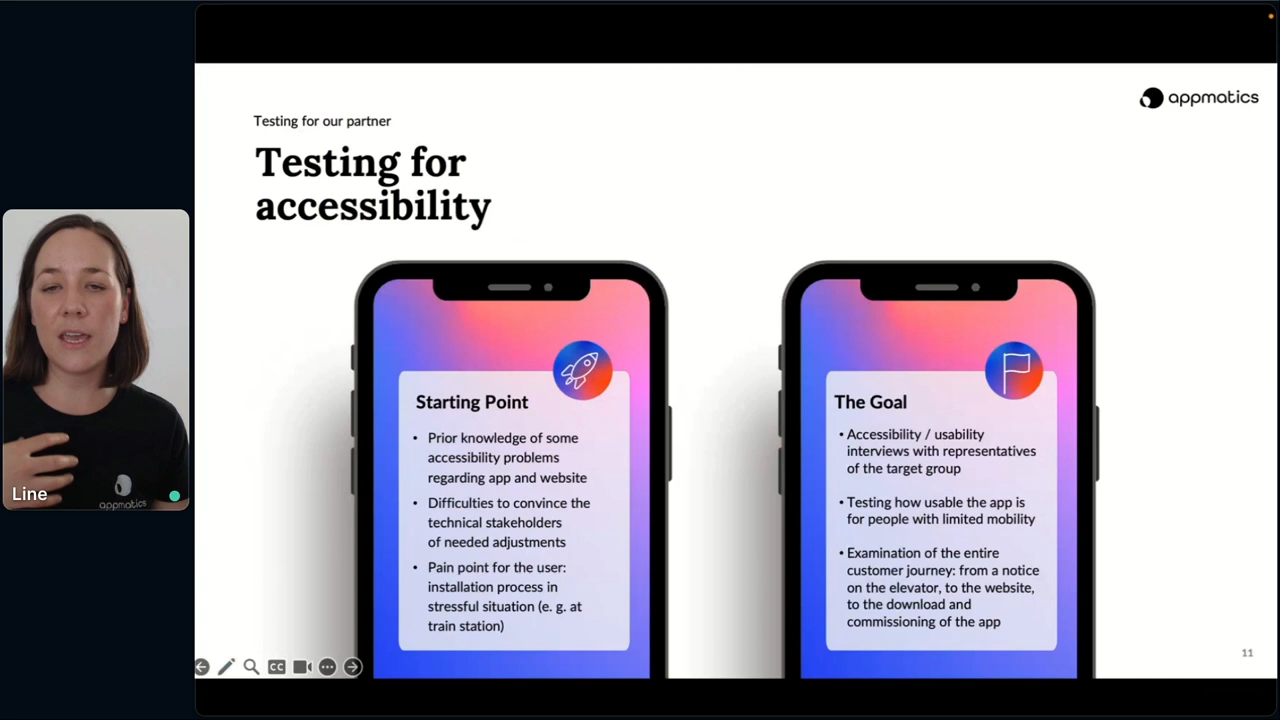 appmatics
Testing for our partner
Testing for
accessibility
Starting Point
• Prior knowledge of some
accessibility problems
regarding app and website
• Difficulties to convince the
technical stakeholders
of needed adjustments
• Pain point for the user:
installation process in
stressful situation (e. g. at
train station)
The Goal
• Accessibility / usability
interviews with representatives
of the target group
• Testing how usable the app is
for people with limited mobility
• Examination of the entire
customer journey: from a notice
on the elevator, to the website,
to the download and
commissioning of the app
11
CC
Line
appmatics